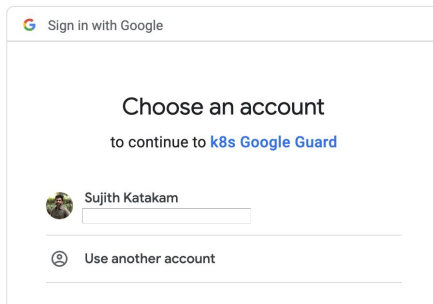 Sign in with Google
Choose an account
to continue to k8s Google Guard
Sujith Katakam
Use another account